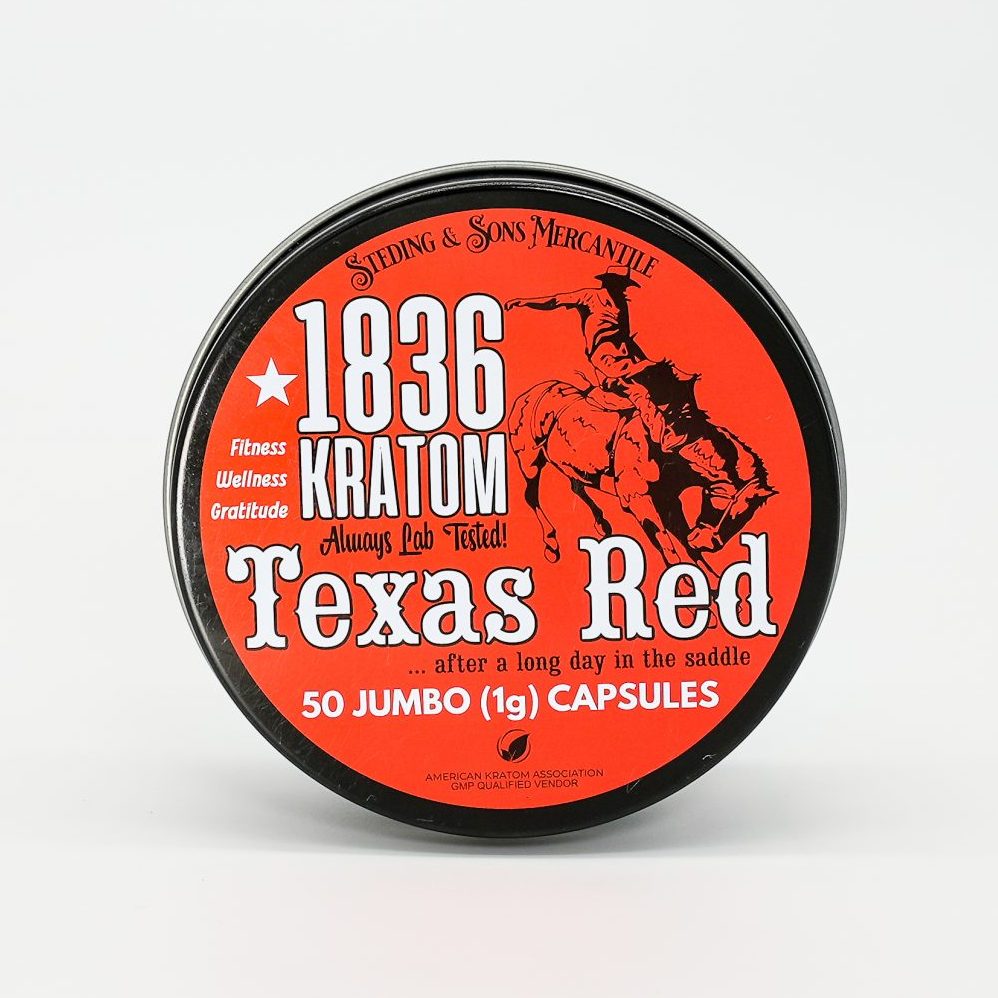 STEDING & SONS MERCANTILE
1836
KRATOM
Fitness
Wellness
Gratitude
Always Lab Tested!
Texas Red
... after a long day in the saddle
50 JUMBO (1g) CAPSULES
AMERICAN KRATOM ASSOCIATION
GMP QUALIFIED VENDOR